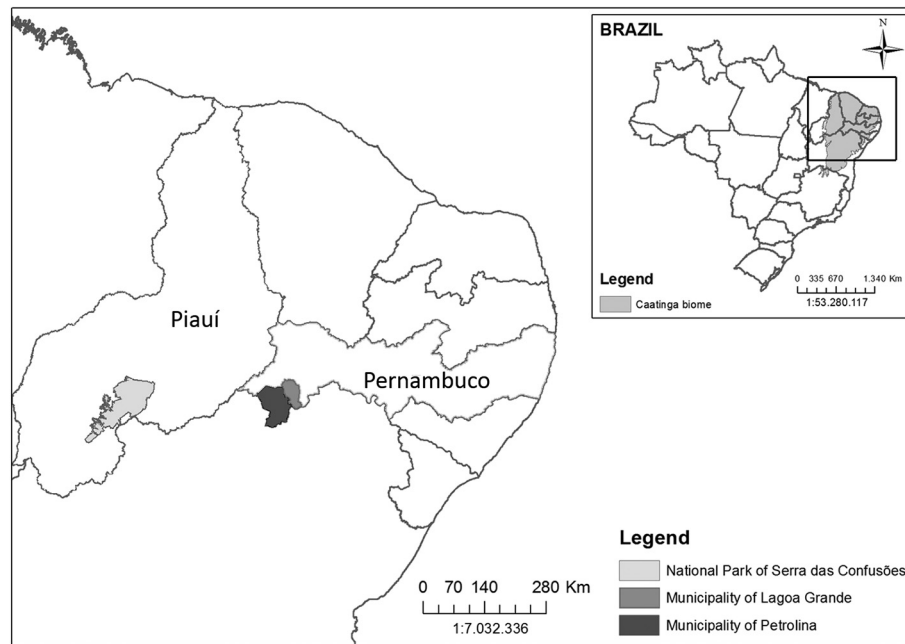 BRAZIL
N
Legend
Caatinga biome
0 335 670 1.340 Km
1:53.280.117
Piauí
Pernambuco
0 70 140 280 Km
1:7.032.336
Legend
National Park of Serra das Confusões
Municipality of Lagoa Grande
Municipality of Petrolina